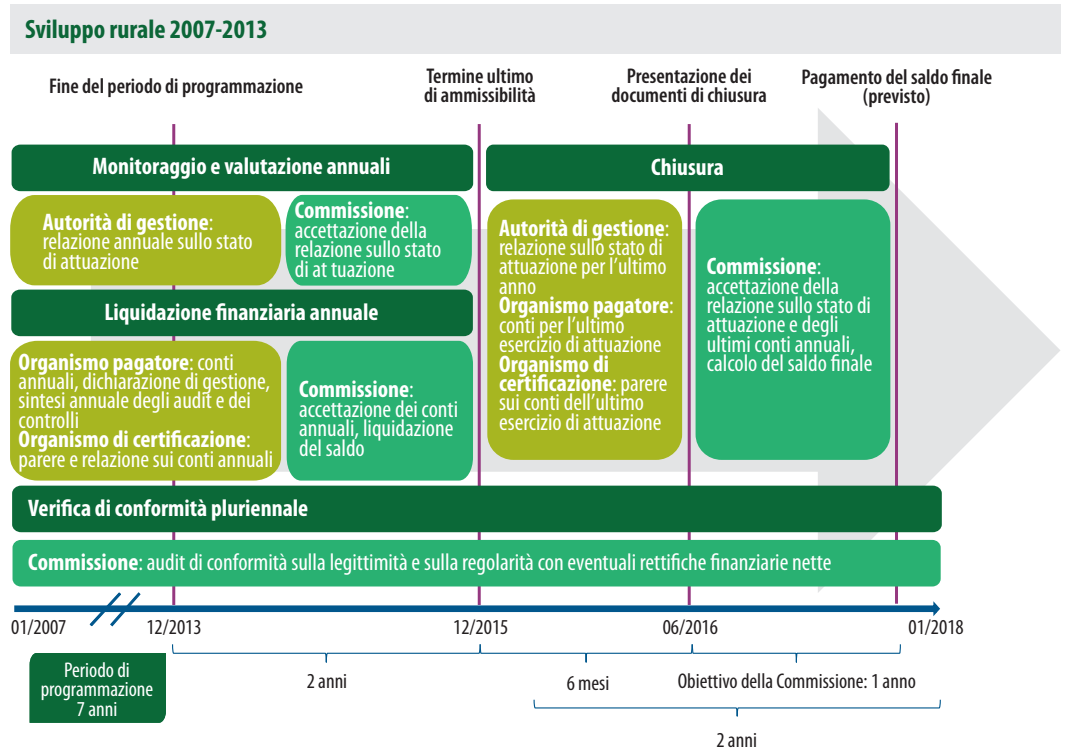 Sviluppo rurale 2007-2013
Fine del periodo di programmazione
Termine ultimo
di ammissibilità
Presentazione dei
documenti di chiusura
Pagamento del saldo finale
(previsto)
Monitoraggio e valutazione annuali
Chiusura
Autorità di gestione:
relazione annuale sullo stato
di attuazione
Commissione:
accettazione della
relazione sullo stato
di at tuazione
Liquidazione finanziaria annuale
Organismo pagatore: conti
annuali, dichiarazione di gestione,
sintesi annuale degli audit e dei
controlli
Organismo di certificazione:
parere e relazione sui conti annuali
Commissione:
accettazione dei conti
annuali, liquidazione
del saldo
Autorità di gestione:
relazione sullo stato di
attuazione per l'ultimo
anno
Organismo pagatore:
conti per l'ultimo
esercizio di attuazione
Organismo di
certificazione: parere
sui conti dell'ultimo
esercizio di attuazione
Commissione:
accettazione della
relazione sullo stato di
attuazione e degli
ultimi conti annuali,
calcolo del saldo finale
Verifica di conformità pluriennale
Commissione: audit di conformità sulla legittimità e sulla regolarità con eventuali rettifiche finanziarie nette
01/2007
12/2013
12/2015
06/2016
01/2018
Periodo di
programmazione
7 anni
2 anni
6 mesi
Obiettivo della Commissione: 1 anno
2 anni